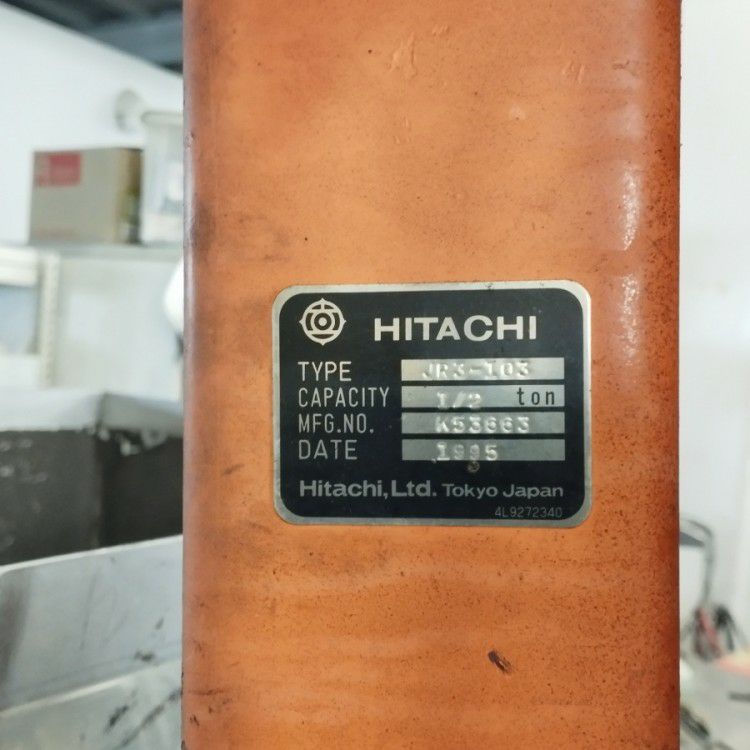 HITACHI
TYPE JR3-103
CAPACITY 1/2 ton
MFG.NO. K53663
DATE 1995
Hitachi, Ltd. Tokyo Japan
4L9272340